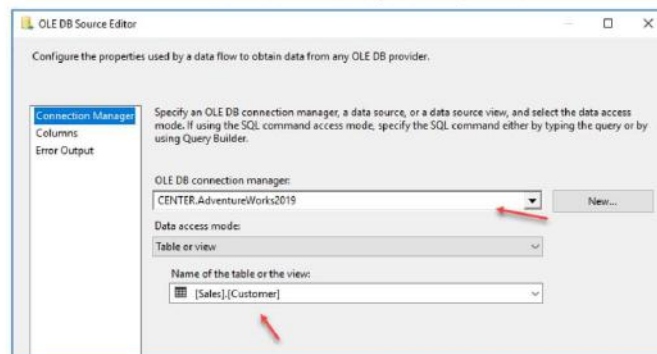 OLE DB Source Editor
Configure the properties used by a data flow to obtain data from any OLE DB provider.
Connection Manager
Columns
Error Output
Specify an OLE DB connection manager, a data source, or a data source view, and select the data access
mode. If using the SQL command access mode, specify the SQL command either by typing the query or by
using Query Builder.
OLE DB connection manager:
CENTER.AdventureWorks2019
New...
Data access mode:
Table or view
Name of the table or the view:
[Sales].[Customer]